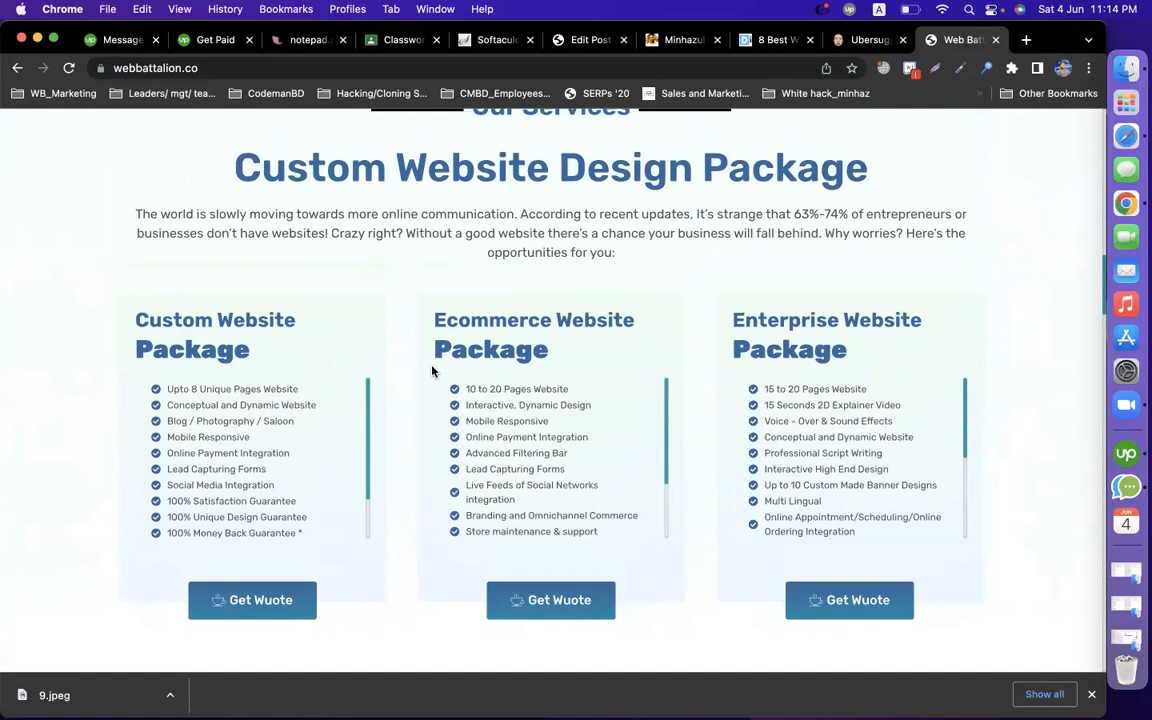 Chrome File Edit View History Bookmarks Profiles Tab Window Help A Sat 4 Jun 11:14 PM
Message Get Paid notepad. Classwo Softacul Edit Post Minhazul 8 Best W Ubersug Web Bat
webbattalion.co
WB_Marketing Leaders/ mgt/ tea... CodemanBD Hacking/Cloning S... CMBD_Employees... SERPs '20 Sales and Marketi... White hack_minhaz » Other Bookmarks
Our Services
Custom Website Design Package
The world is slowly moving towards more online communication. According to recent updates, It's strange that 63%-74% of entrepreneurs or
businesses don't have websites! Crazy right? Without a good website there's a chance your business will fall behind. Why worries? Here's the
opportunities for you:
Custom Website
Package
Upto 8 Unique Pages Website
Conceptual and Dynamic Website
Blog / Photography / Saloon
Mobile Responsive
Online Payment Integration
Lead Capturing Forms
Social Media Integration
100% Satisfaction Guarantee
100% Unique Design Guarantee
100% Money Back Guarantee *
Get Wuote
Ecommerce Website
Package
10 to 20 Pages Website
Interactive, Dynamic Design
Mobile Responsive
Online Payment Integration
Advanced Filtering Bar
Lead Capturing Forms
Live Feeds of Social Networks
integration
Branding and Omnichannel Commerce
Store maintenance & support
Get Wuote
Enterprise Website
Package
15 to 20 Pages Website
15 Seconds 2D Explainer Video
Voice - Over & Sound Effects
Conceptual and Dynamic Website
Professional Script Writing
Interactive High End Design
Up to 10 Custom Made Banner Designs
Multi Lingual
Online Appointment/Scheduling/Online
Ordering Integration
Get Wuote
up
JUN
4
9.jpeg
Show all